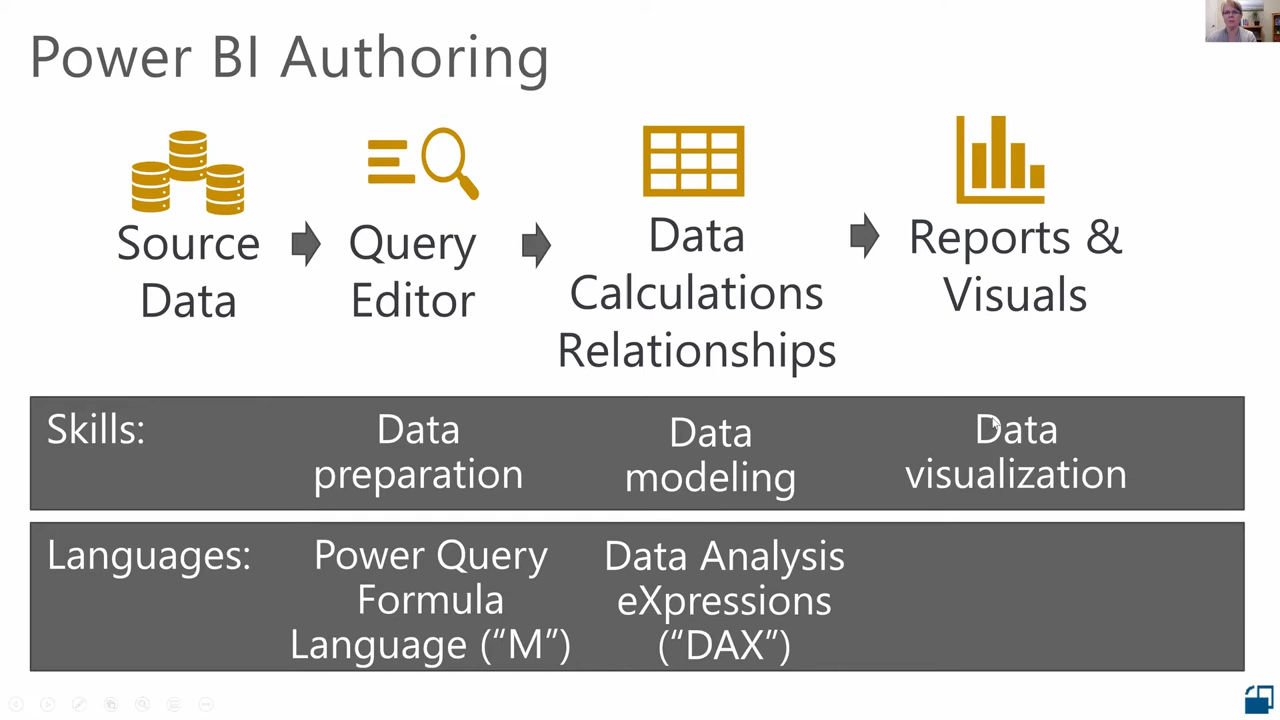 Power BI Authoring
Source
Data
Query
Editor
Data
Calculations
Relationships
Reports &
Visuals
Skills:
Data
preparation
Data
modeling
Data
visualization
Languages:
Power Query
Formula
Language (“M”)
Data Analysis
eXpressions
(“DAX”)